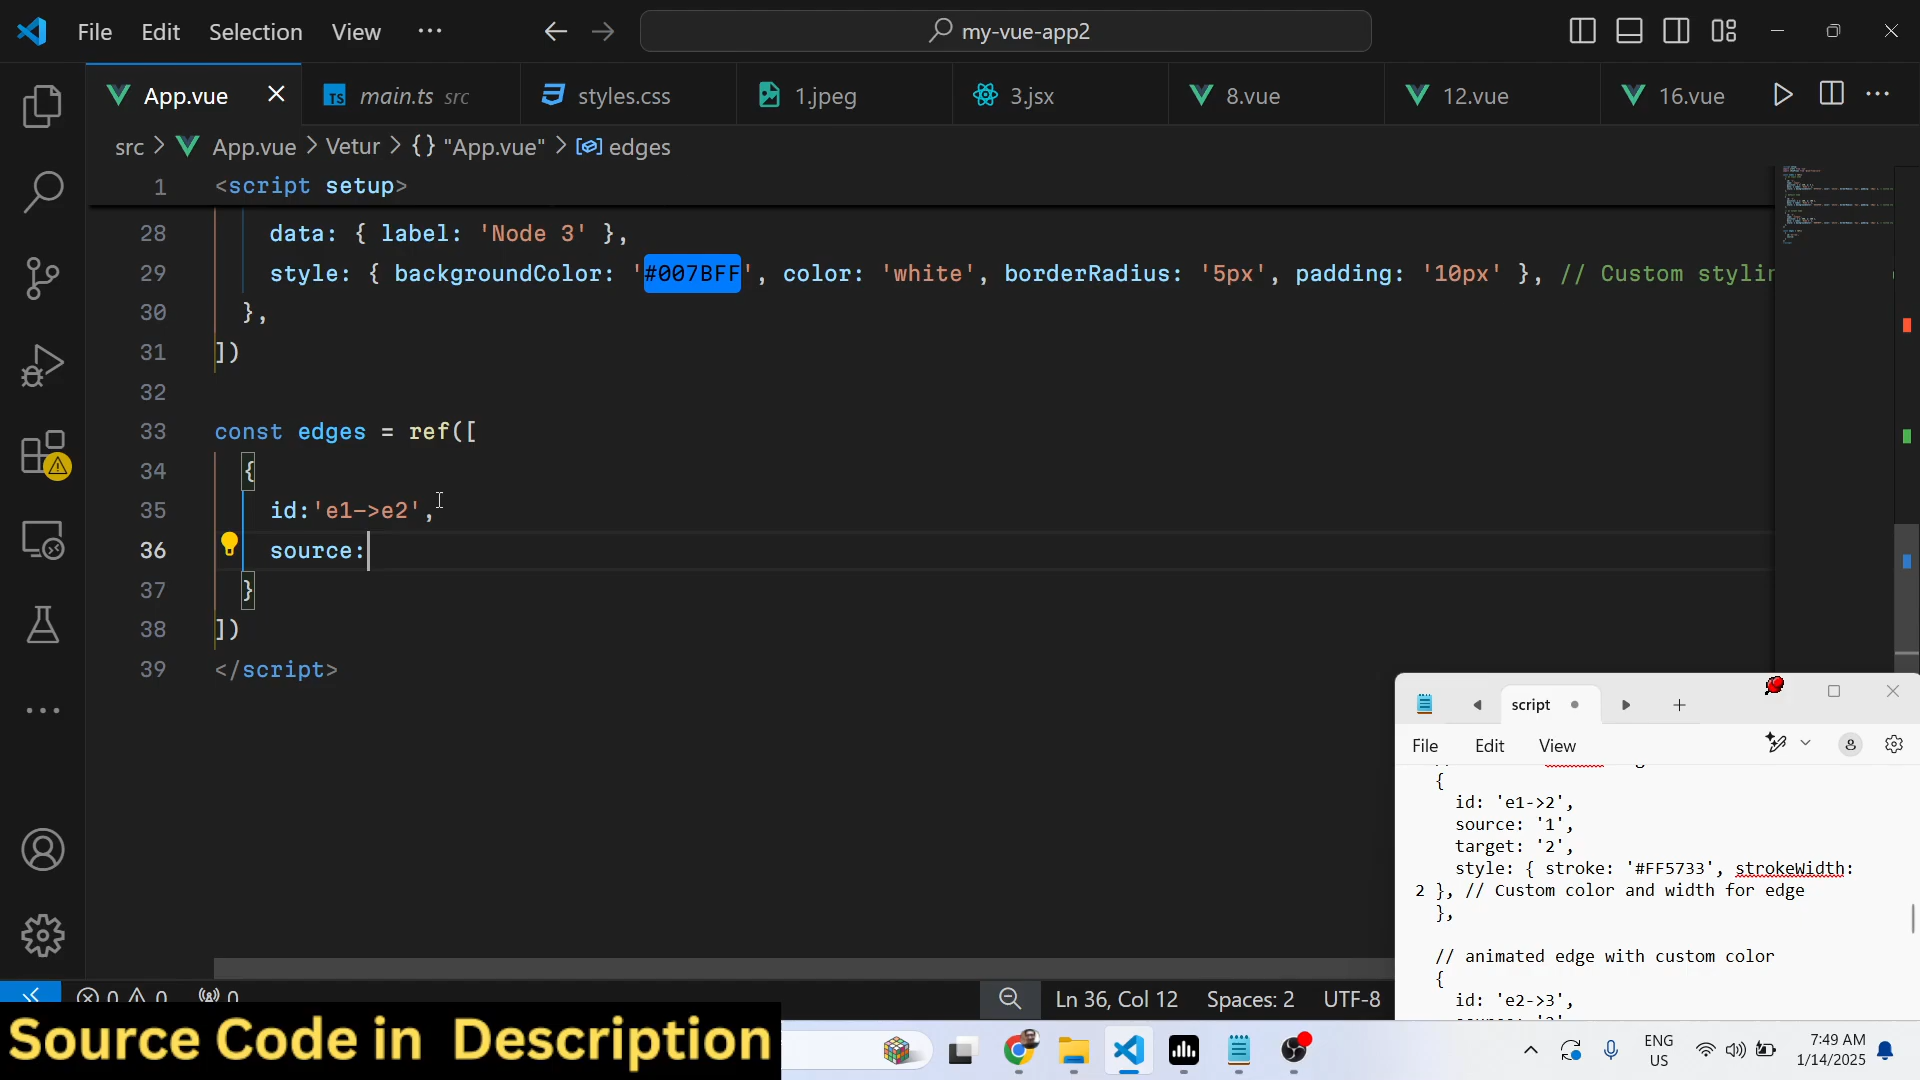 File Edit Selection View ··· my-vue-app2
App.vue main.ts src styles.css 1.jpeg 3.jsx 8.vue 12.vue 16.vue
src > App.vue > Vetur > {} "App.vue" > edges
1 <script setup>
28 data: { label: 'Node 3' },
29 style: { backgroundColor: '#007BFF', color: 'white', borderRadius: '5px', padding: '10px' }, // Custom stylin
30 },
31 ])
32
33 const edges = ref([
34 {
35 id:'e1->e2',
36 source:
37 }
38 ])
39 </script>
script
File Edit View
{
id: 'e1->2',
source: '1',
target: '2',
style: { stroke: '#FF5733', strokeWidth:
2 }, // Custom color and width for edge
},
// animated edge with custom color
{
id: 'e2->3',
0 0 0 Ln 36, Col 12 Spaces: 2 UTF-8
Source Code in Description
ENG
US
7:49 AM
1/14/2025